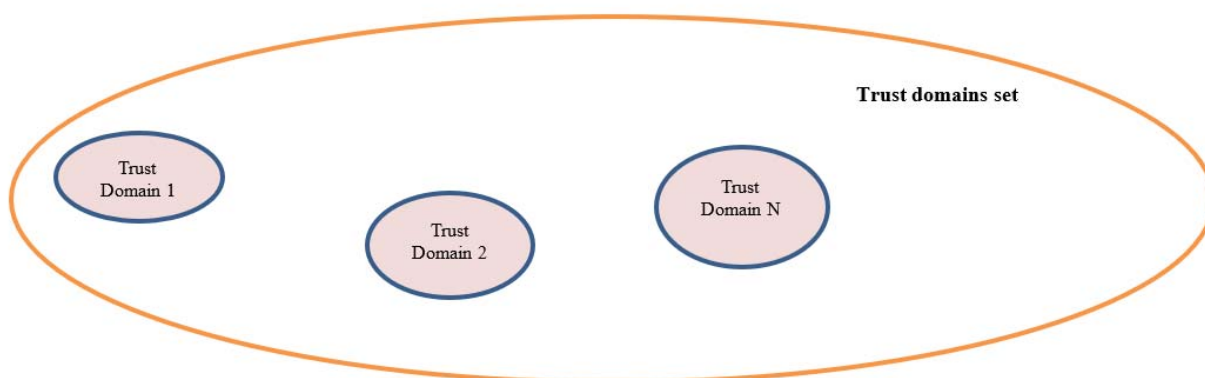 Trust domains set
Trust
Domain 1
Trust
Domain 2
Trust
Domain N